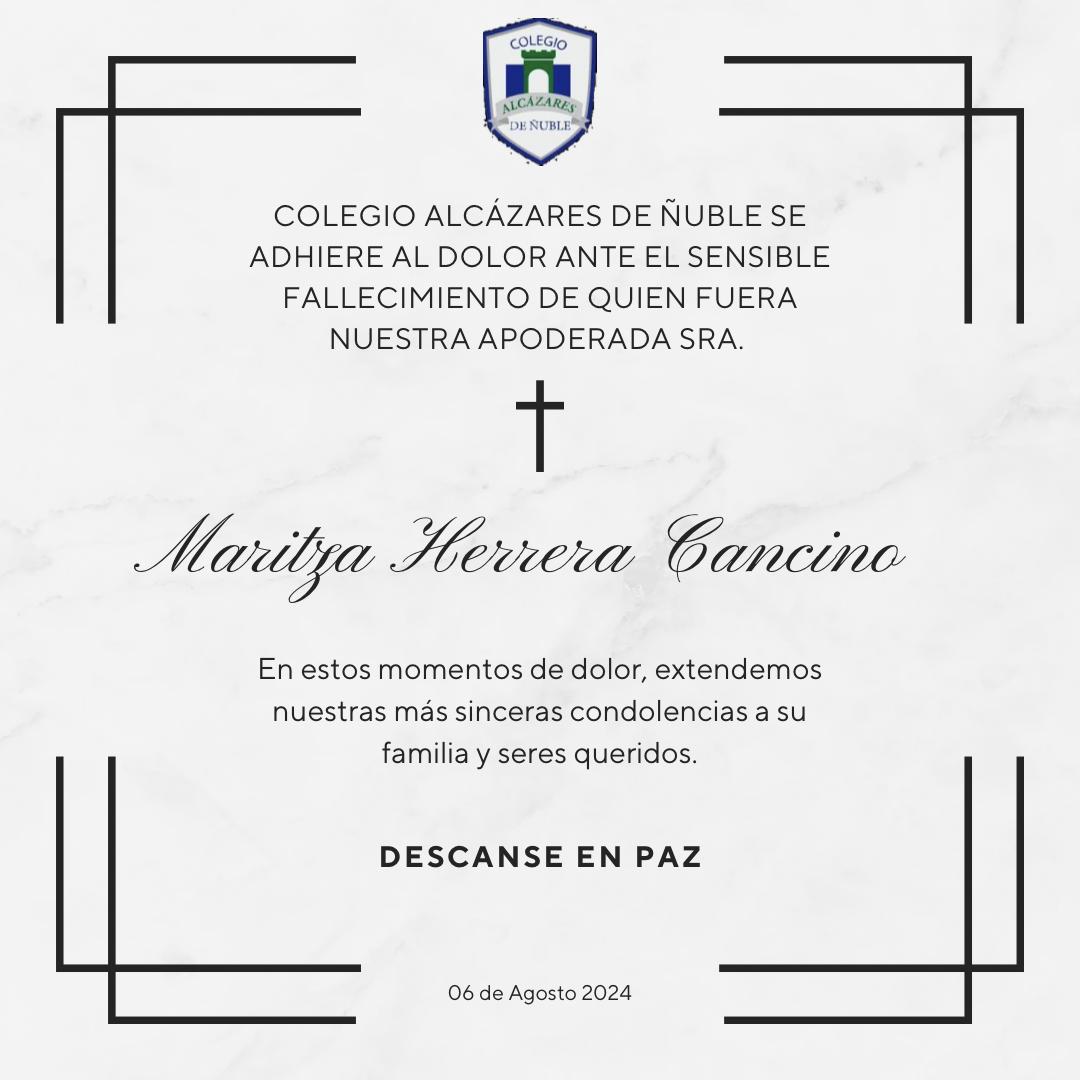 COLEGIO
ALCÁZARES
DE ÑUBLE
COLEGIO ALCÁZARES DE ÑUBLE SE
ADHIERE AL DOLOR ANTE EL SENSIBLE
FALLECIMIENTO DE QUIEN FUERA
NUESTRA APODERADA SRA.
Maritza Herrera Cancino
En estos momentos de dolor, extendemos
nuestras más sinceras condolencias a su
familia y seres queridos.
DESCANSE EN PAZ
06 de Agosto 2024